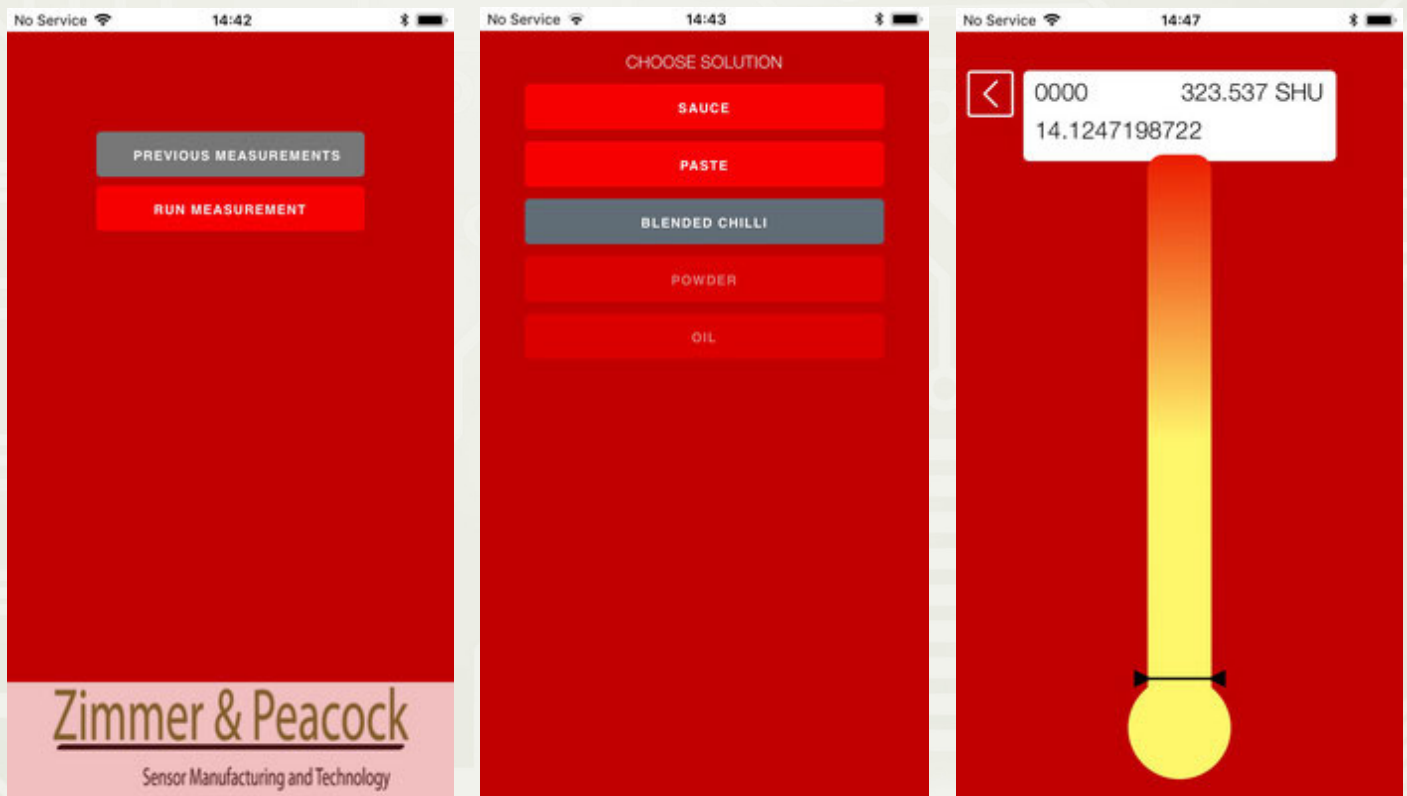 No Service 14:42
PREVIOUS MEASUREMENTS
RUN MEASUREMENT
Zimmer & Peacock
Sensor Manufacturing and Technology
No Service 14:43
CHOOSE SOLUTION
SAUCE
PASTE
BLENDED CHILLI
POWDER
OIL
No Service 14:47
0000 323.537 SHU
14.1247198722